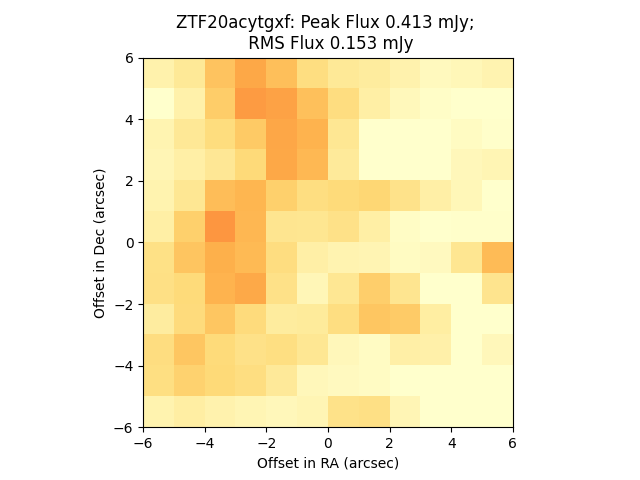 ZTF20acytgxf: Peak Flux 0.413 mJy;
RMS Flux 0.153 mJy
6
4
2
0
−2
−4
−6
Offset in Dec (arcsec)
−6 −4 −2 0 2 4 6
Offset in RA (arcsec)